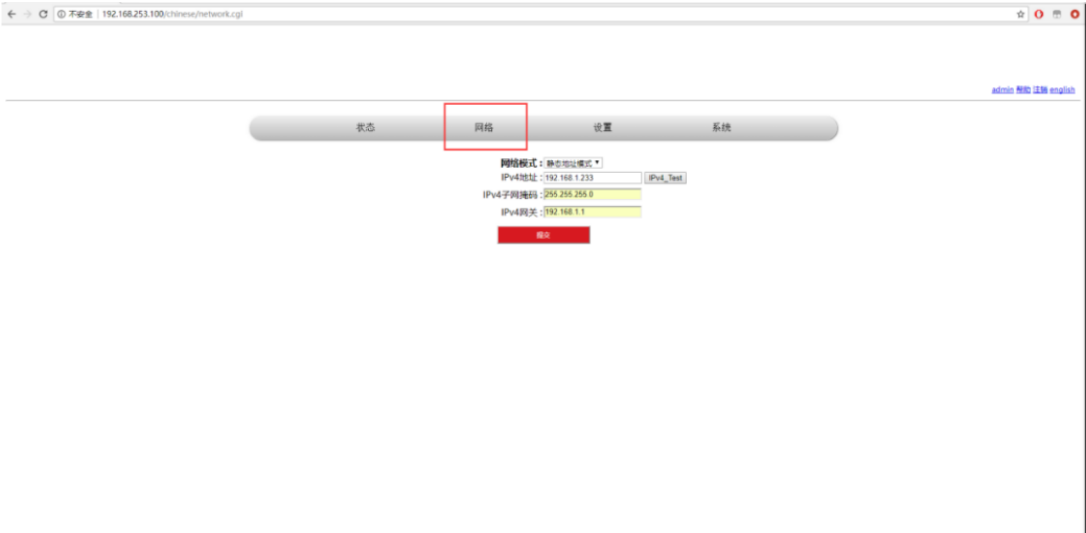 不安全 | 192.168.253.100/chinese/network.cgi
admin 帮助 注销 english
状态 网络 设置 系统
网络模式：静态地址模式
IPv4地址：192.168.1.233 IPv4_Test
IPv4子网掩码：255.255.255.0
IPv4网关：192.168.1.1
提交